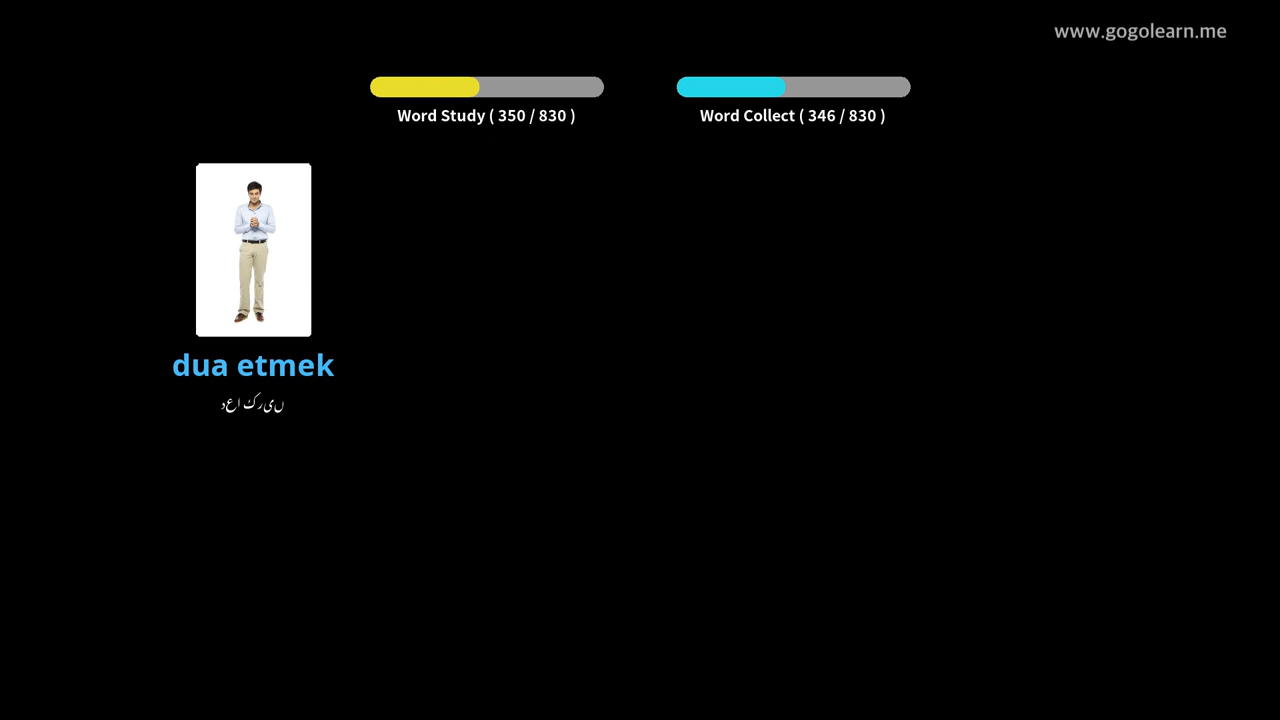 www.gogolearn.me
Word Study ( 350 / 830 )
Word Collect ( 346 / 830 )
dua etmek
دعا کریں